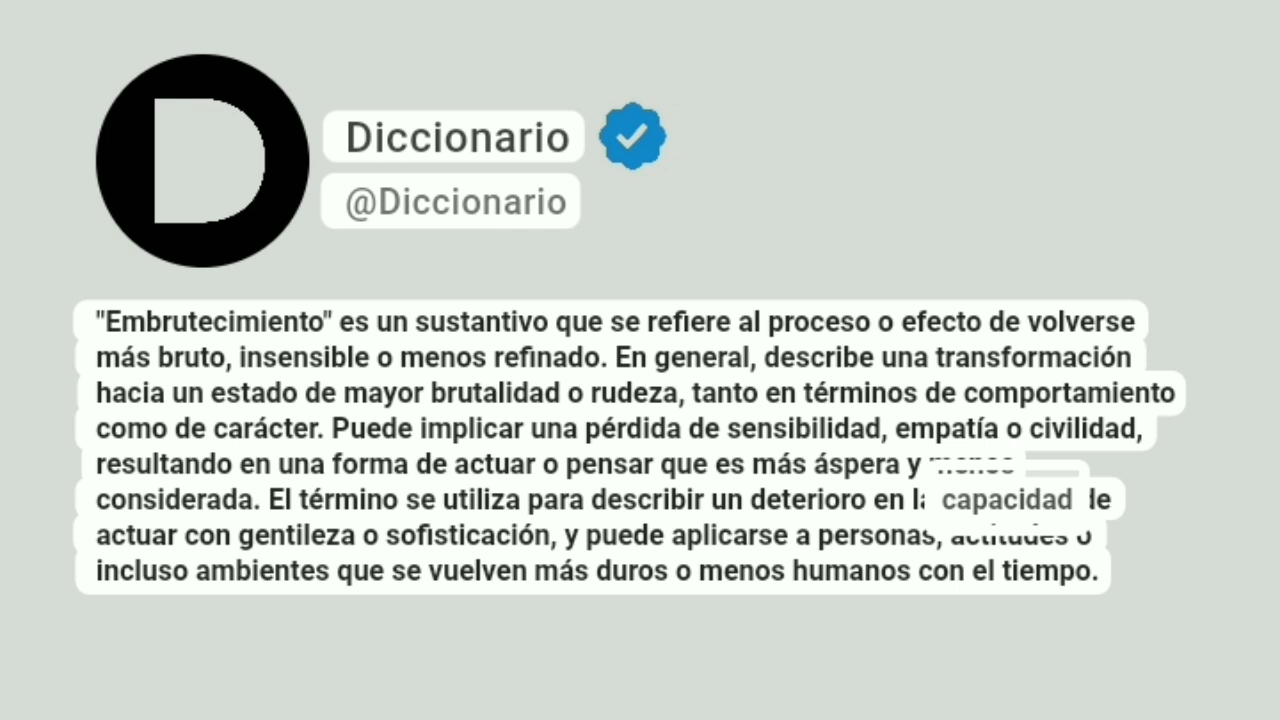 D
Diccionario
@Diccionario
"Embrutecimiento" es un sustantivo que se refiere al proceso o efecto de volverse
más bruto, insensible o menos refinado. En general, describe una transformación
hacia un estado de mayor brutalidad o rudeza, tanto en términos de comportamiento
como de carácter. Puede implicar una pérdida de sensibilidad, empatía o civilidad,
resultando en una forma de actuar o pensar que es más áspera y menos
considerada. El término se utiliza para describir un deterioro en la capacidad de
actuar con gentileza o sofisticación, y puede aplicarse a personas, actitudes o
incluso ambientes que se vuelven más duros o menos humanos con el tiempo.